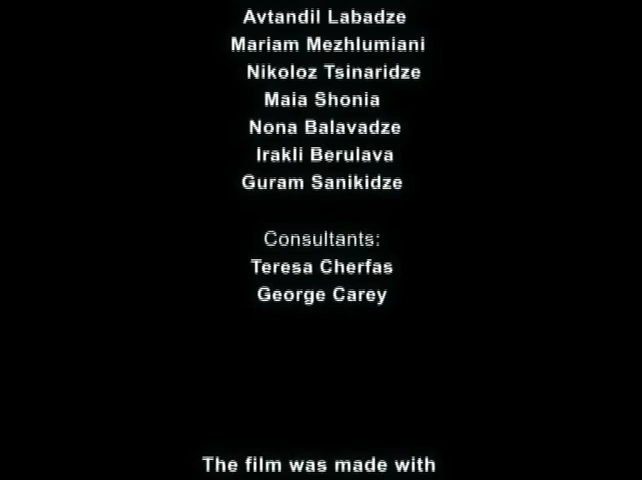 Avtandil Labadze
Mariam Mezhlumiani
Nikoloz Tsinaridze
Maia Shonia
Nona Balavadze
Irakli Berulava
Guram Sanikidze
Consultants:
Teresa Cherfas
George Carey
The film was made with